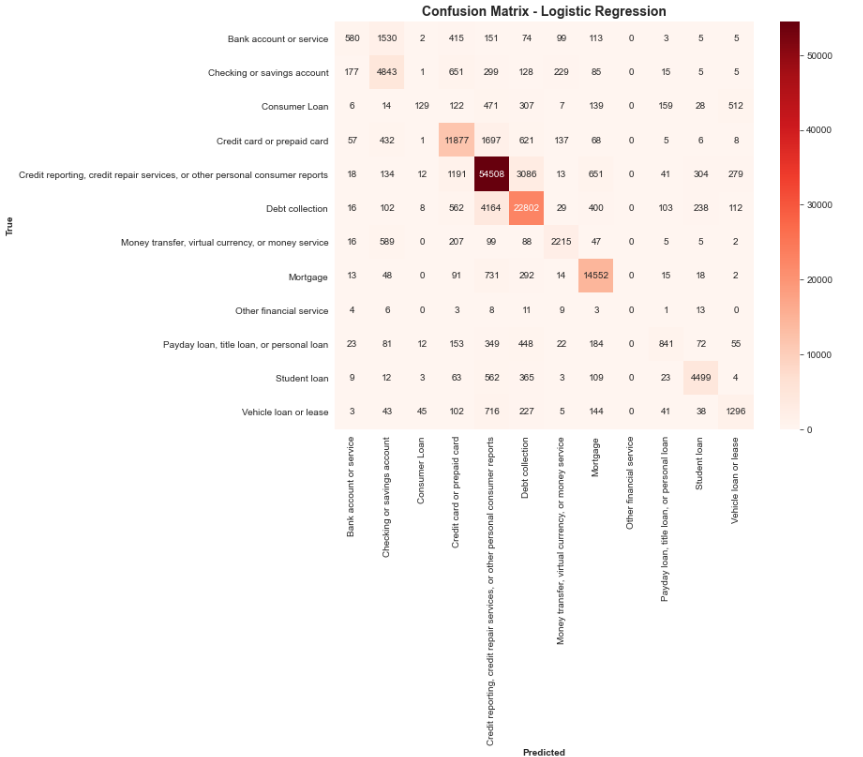 Confusion Matrix - Logistic Regression
Bank account or service 580 1530 2 415 151 74 99 113 0 3 5 5
Checking or savings account 177 4843 1 651 299 128 229 85 0 15 5 5
Consumer Loan 6 14 129 122 471 307 7 139 0 159 28 512
Credit card or prepaid card 57 432 1 11877 1697 621 137 68 0 5 6 8
Credit reporting, credit repair services, or other personal consumer reports 18 134 12 1191 54508 3086 13 651 0 41 304 279
Debt collection 16 102 8 562 4164 22802 29 400 0 103 238 112
Money transfer, virtual currency, or money service 16 589 0 207 99 88 2215 47 0 5 5 2
Mortgage 13 48 0 91 731 292 14 14552 0 15 18 2
Other financial service 4 6 0 3 8 11 9 3 0 1 13 0
Payday loan, title loan, or personal loan 23 81 12 153 349 448 22 184 0 841 72 55
Student loan 9 12 3 63 562 365 3 109 0 23 4499 4
Vehicle loan or lease 3 43 45 102 716 227 5 144 0 41 38 1296
True
Bank account or service
Checking or savings account
Consumer Loan
Credit card or prepaid card
Credit reporting, credit repair services, or other personal consumer reports
Debt collection
Money transfer, virtual currency, or money service
Mortgage
Other financial service
Payday loan, title loan, or personal loan
Student loan
Vehicle loan or lease
Predicted
50000
40000
30000
20000
10000
0